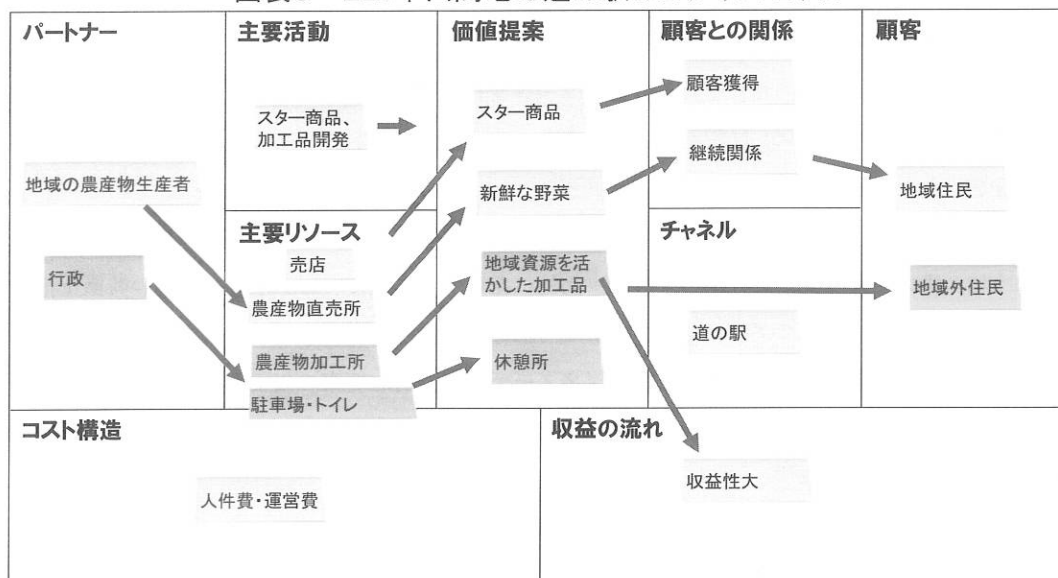 パートナー
地域の農産物生産者
行政
主要活動
スター商品、
加工品開発
主要リソース
売店
農産物直売所
農産物加工所
駐車場・トイレ
価値提案
スター商品
新鮮な野菜
地域資源を活
かした加工品
休憩所
顧客との関係
顧客獲得
継続関係
チャネル
道の駅
顧客
地域住民
地域外住民
コスト構造
人件費・運営費
収益の流れ
収益性大